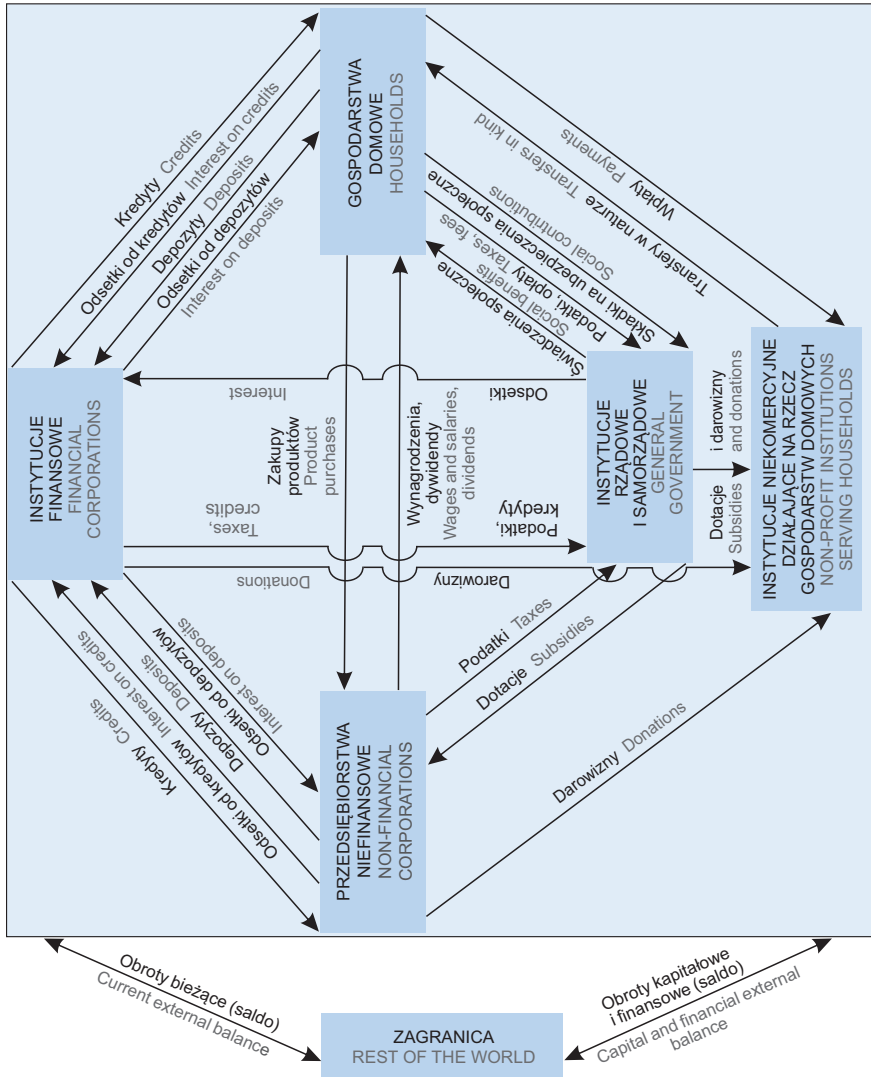 GOSPODARSTWA
DOMOWE
HOUSEHOLDS
Kredyty Credits
Odsetki od kredytów Interest on credits
Depozyty Deposits
Odsetki od depozytów
Interest on deposits
Wpłaty Payments
Transfery w naturze Transfers in kind
Składki na ubezpieczenia społeczne
Social contributions
Podatki, opłaty Taxes, fees
Świadczenia społeczne
Social benefits
INSTYTUCJE
FINANSOWE
FINANCIAL
CORPORATIONS
Odsetki
Interest
Zakupy
produktów
Product
purchases
Wynagrodzenia,
dywidendy
Wages and salaries,
dividends
INSTYTUCJE
RZĄDOWE
I SAMORZĄDOWE
GENERAL
GOVERNMENT
Dotacje i darowizny
Subsidies and donations
INSTYTUCJE NIEKOMERCYJNE
DZIAŁAJĄCE NA RZECZ
GOSPODARSTW DOMOWYCH
NON-PROFIT INSTITUTIONS
SERVING HOUSEHOLDS
Podatki,
kredyty
Taxes,
credits
Darowizny
Donations
Kredyty Credits
Odsetki od kredytów Interest on credits
Depozyty Deposits
Odsetki od depozytów
Interest on deposits
Podatki Taxes
Dotacje Subsidies
Darowizny Donations
PRZEDSIĘBIORSTWA
NIEFINANSOWE
NON-FINANCIAL
CORPORATIONS
Obroty bieżące (saldo)
Current external
balance
ZAGRANICA
REST OF THE WORLD
Obroty kapitałowe
i finansowe (saldo)
Capital and financial external
balance